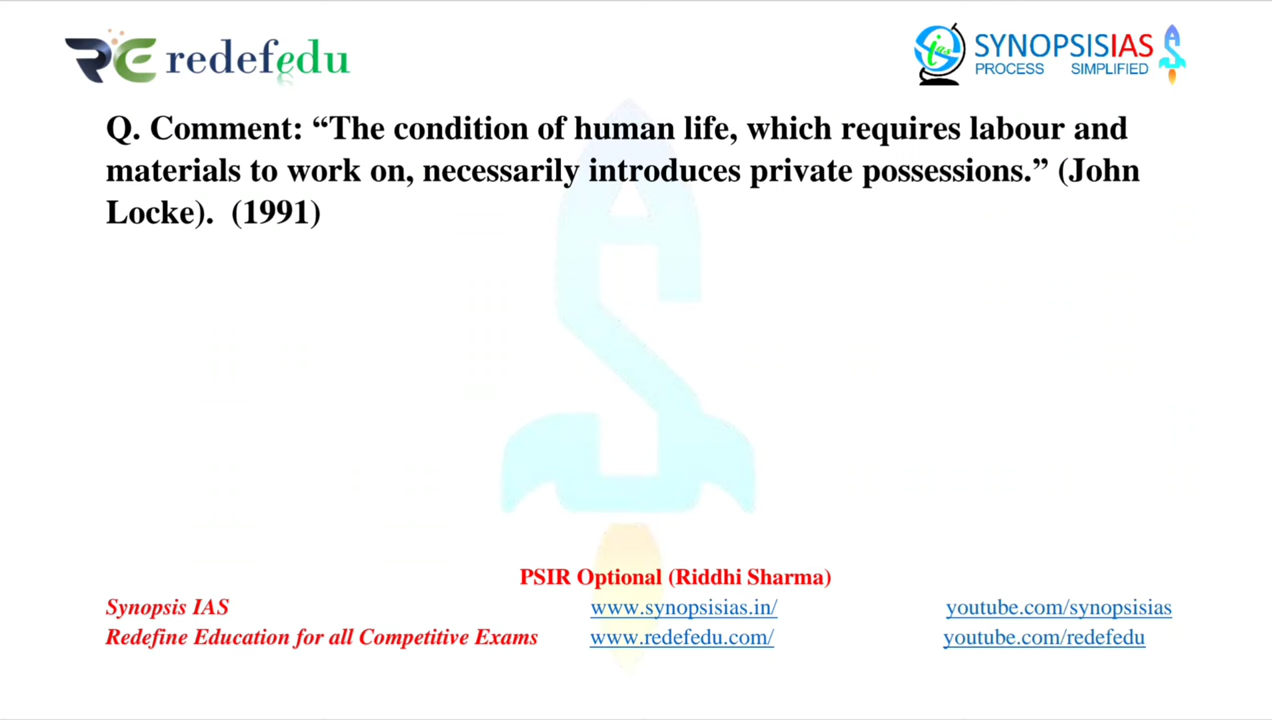 redefedu
SYNOPSISIAS
PROCESS SIMPLIFIED
Q. Comment: “The condition of human life, which requires labour and
materials to work on, necessarily introduces private possessions.” (John
Locke). (1991)
PSIR Optional (Riddhi Sharma)
Synopsis IAS www.synopsisias.in/ youtube.com/synopsisias
Redefine Education for all Competitive Exams www.redefedu.com/ youtube.com/redefedu